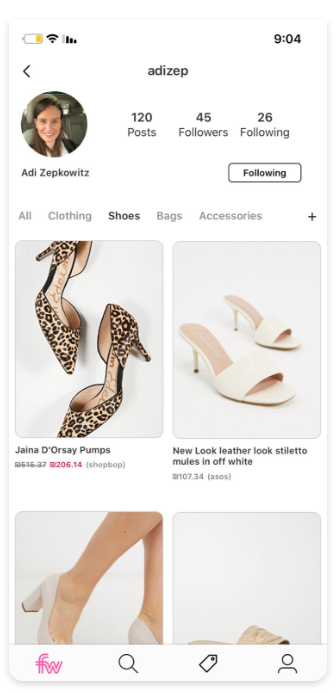 9:04
adizep
120 45 26
Posts Followers Following
Adi Zepkowitz
Following
All Clothing Shoes Bags Accessories +
Jaina D'Orsay Pumps
₪515.37 ₪206.14 (shopbop)
New Look leather look stiletto
mules in off white
₪107.34 (asos)
fw